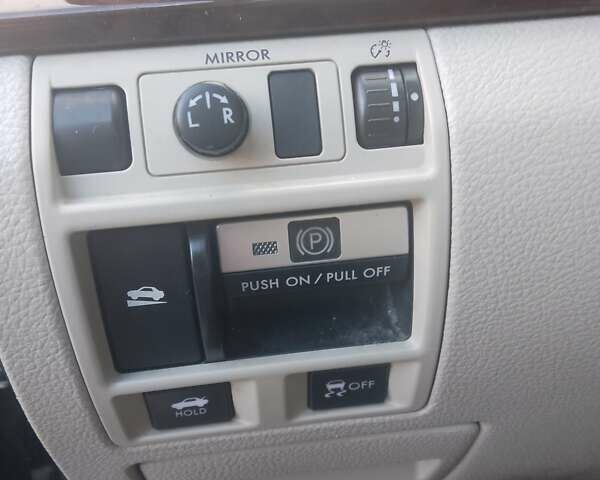 MIRROR
L R
P
PUSH ON / PULL OFF
HOLD
OFF